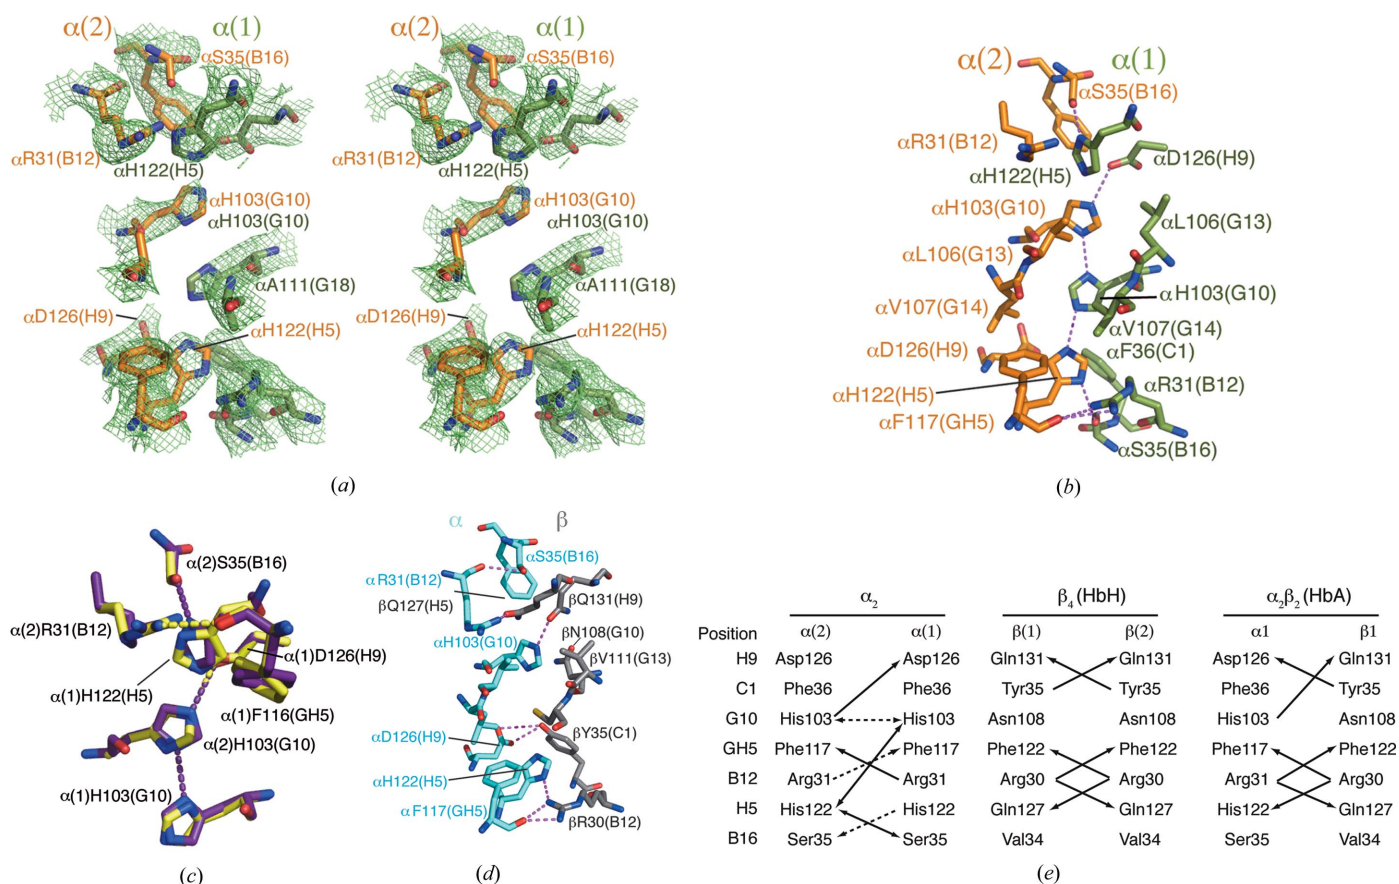 α(2) α(1)
αS35(B16)
αR31(B12)
αH122(H5)
αH103(G10)
αH103(G10)
αA111(G18)
αD126(H9)
αH122(H5)
α(2) α(1)
αS35(B16)
αR31(B12)
αH122(H5)
αH103(G10)
αH103(G10)
αA111(G18)
αD126(H9)
αH122(H5)
(a)
α(2) α(1)
αS35(B16)
αR31(B12)
αD126(H9)
αH122(H5)
αH103(G10)
αL106(G13)
αL106(G13)
αH103(G10)
αV107(G14)
αV107(G14)
αF36(C1)
αD126(H9)
αR31(B12)
αH122(H5)
αF117(GH5)
αS35(B16)
(b)
α(2)S35(B16)
α(2)R31(B12)
α(1)D126(H9)
α(1)H122(H5)
α(1)F116(GH5)
α(2)H103(G10)
α(1)H103(G10)
(c)
α β
αS35(B16)
αR31(B12)
βQ127(H5)
βQ131(H9)
αH103(G10)
βN108(G10)
βV111(G13)
αD126(H9)
βY35(C1)
αH122(H5)
αF117(GH5)
βR30(B12)
(d)
α2 β4 (HbH) α2β2 (HbA)
Position α(2) α(1) β(1) β(2) α1 β1
H9 Asp126 Asp126 Gln131 Gln131 Asp126 Gln131
C1 Phe36 Phe36 Tyr35 Tyr35 Phe36 Tyr35
G10 His103 His103 Asn108 Asn108 His103 Asn108
GH5 Phe117 Phe117 Phe122 Phe122 Phe117 Phe122
B12 Arg31 Arg31 Arg30 Arg30 Arg31 Arg30
H5 His122 His122 Gln127 Gln127 His122 Gln127
B16 Ser35 Ser35 Val34 Val34 Ser35 Val34
(e)